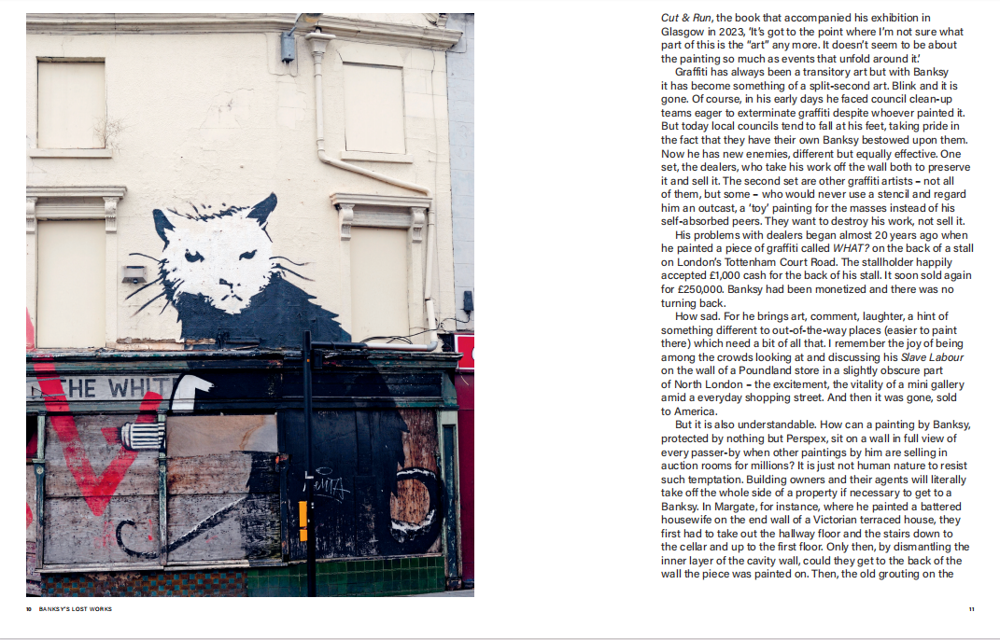 THE WHIT
10 BANKSY'S LOST WORKS
Cut & Run, the book that accompanied his exhibition in
Glasgow in 2023, 'It's got to the point where I'm not sure what
part of this is the "art" any more. It doesn't seem to be about
the painting so much as events that unfold around it.'
Graffiti has always been a transitory art but with Banksy
it has become something of a split-second art. Blink and it is
gone. Of course, in his early days he faced council clean-up
teams eager to exterminate graffiti despite whoever painted it.
But today local councils tend to fall at his feet, taking pride in
the fact that they have their own Banksy bestowed upon them.
Now he has new enemies, different but equally effective. One
set, the dealers, who take his work off the wall both to preserve
it and sell it. The second set are other graffiti artists – not all
of them, but some – who would never use a stencil and regard
him an outcast, a 'toy' painting for the masses instead of his
self-absorbed peers. They want to destroy his work, not sell it.
His problems with dealers began almost 20 years ago when
he painted a piece of graffiti called WHAT? on the back of a stall
on London's Tottenham Court Road. The stallholder happily
accepted £1,000 cash for the back of his stall. It soon sold again
for £250,000. Banksy had been monetized and there was no
turning back.
How sad. For he brings art, comment, laughter, a hint of
something different to out-of-the-way places (easier to paint
there) which need a bit of all that. I remember the joy of being
among the crowds looking at and discussing his Slave Labour
on the wall of a Poundland store in a slightly obscure part
of North London – the excitement, the vitality of a mini gallery
amid a everyday shopping street. And then it was gone, sold
to America.
But it is also understandable. How can a painting by Banksy,
protected by nothing but Perspex, sit on a wall in full view of
every passer-by when other paintings by him are selling in
auction rooms for millions? It is just not human nature to resist
such temptation. Building owners and their agents will literally
take off the whole side of a property if necessary to get to a
Banksy. In Margate, for instance, where he painted a battered
housewife on the end wall of a Victorian terraced house, they
first had to take out the hallway floor and the stairs down to
the cellar and up to the first floor. Only then, by dismantling the
inner layer of the cavity wall, could they get to the back of the
wall the piece was painted on. Then, the old grouting on the
11